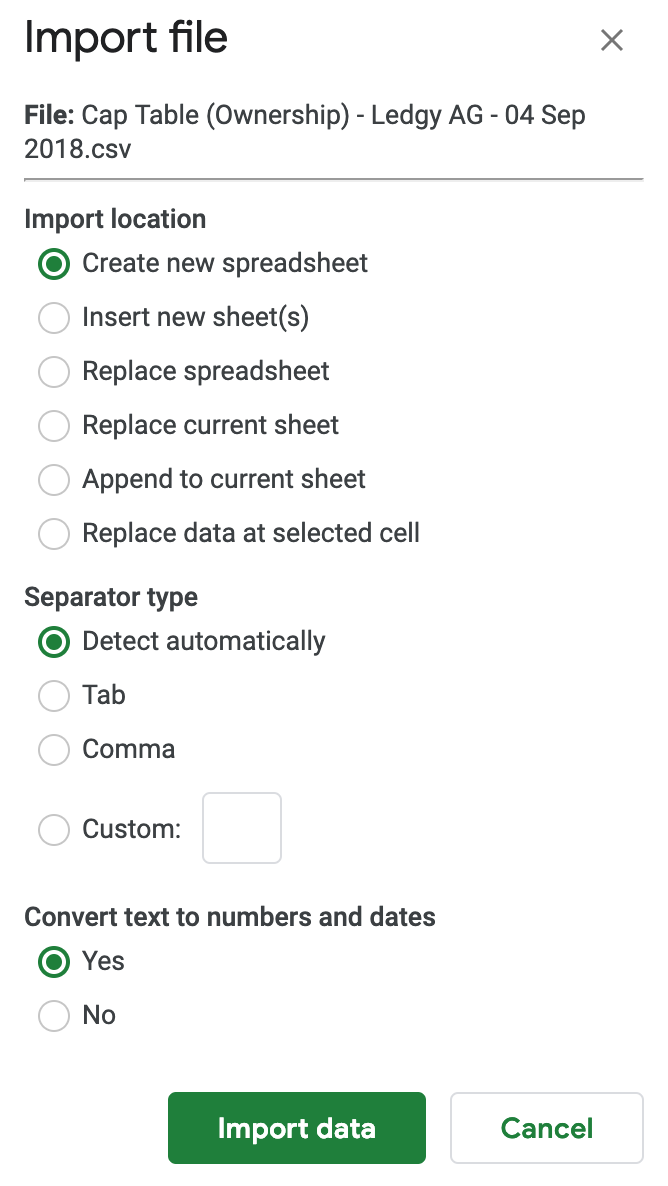 Import file
File: Cap Table (Ownership) - Ledgy AG - 04 Sep
2018.csv
Import location
Create new spreadsheet
Insert new sheet(s)
Replace spreadsheet
Replace current sheet
Append to current sheet
Replace data at selected cell
Separator type
Detect automatically
Tab
Comma
Custom:
Convert text to numbers and dates
Yes
No
Import data Cancel